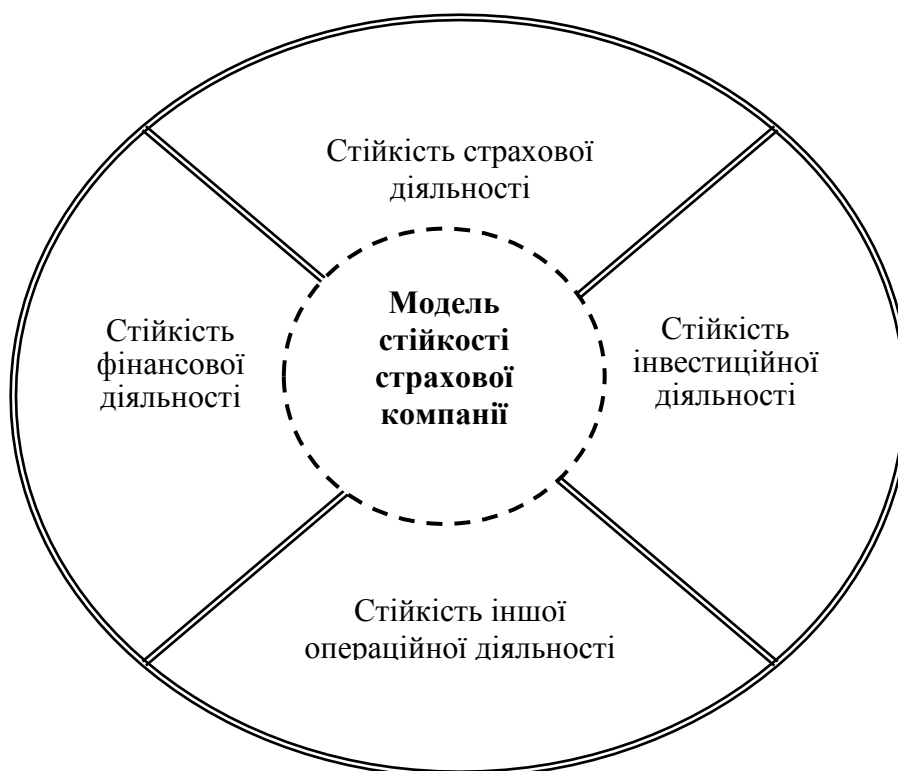 Стійкість страхової
діяльності
Модель
стійкості
страхової
компанії
Стійкість
фінансової
діяльності
Стійкість
інвестиційної
діяльності
Стійкість іншої
операційної діяльності